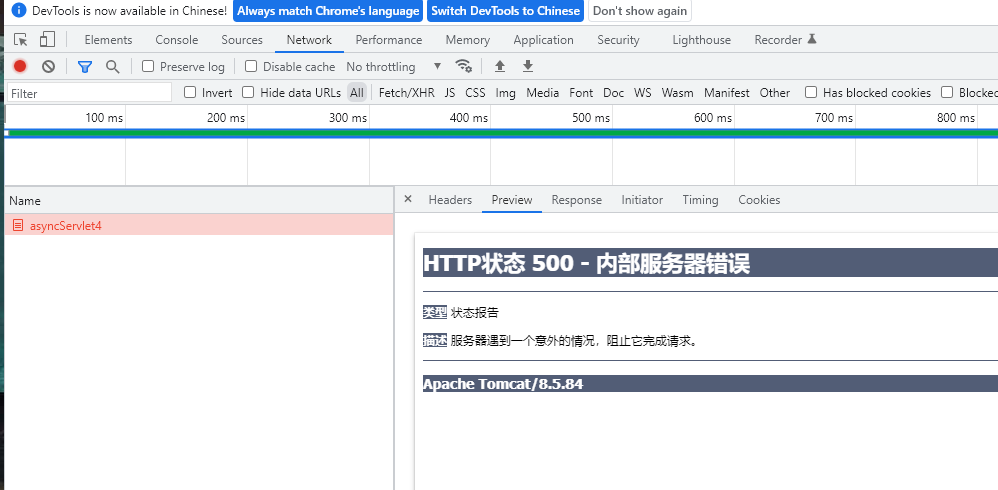 DevTools is now available in Chinese! Always match Chrome's language Switch DevTools to Chinese Don't show again
Elements Console Sources Network Performance Memory Application Security Lighthouse Recorder
Preserve log Disable cache No throttling
Filter Invert Hide data URLs All Fetch/XHR JS CSS Img Media Font Doc WS Wasm Manifest Other Has blocked cookies Blocked
100 ms 200 ms 300 ms 400 ms 500 ms 600 ms 700 ms 800 ms
Name Headers Preview Response Initiator Timing Cookies
asyncServlet4
HTTP状态 500 - 内部服务器错误
类型 状态报告
描述 服务器遇到一个意外的情况，阻止它完成请求。
Apache Tomcat/8.5.84